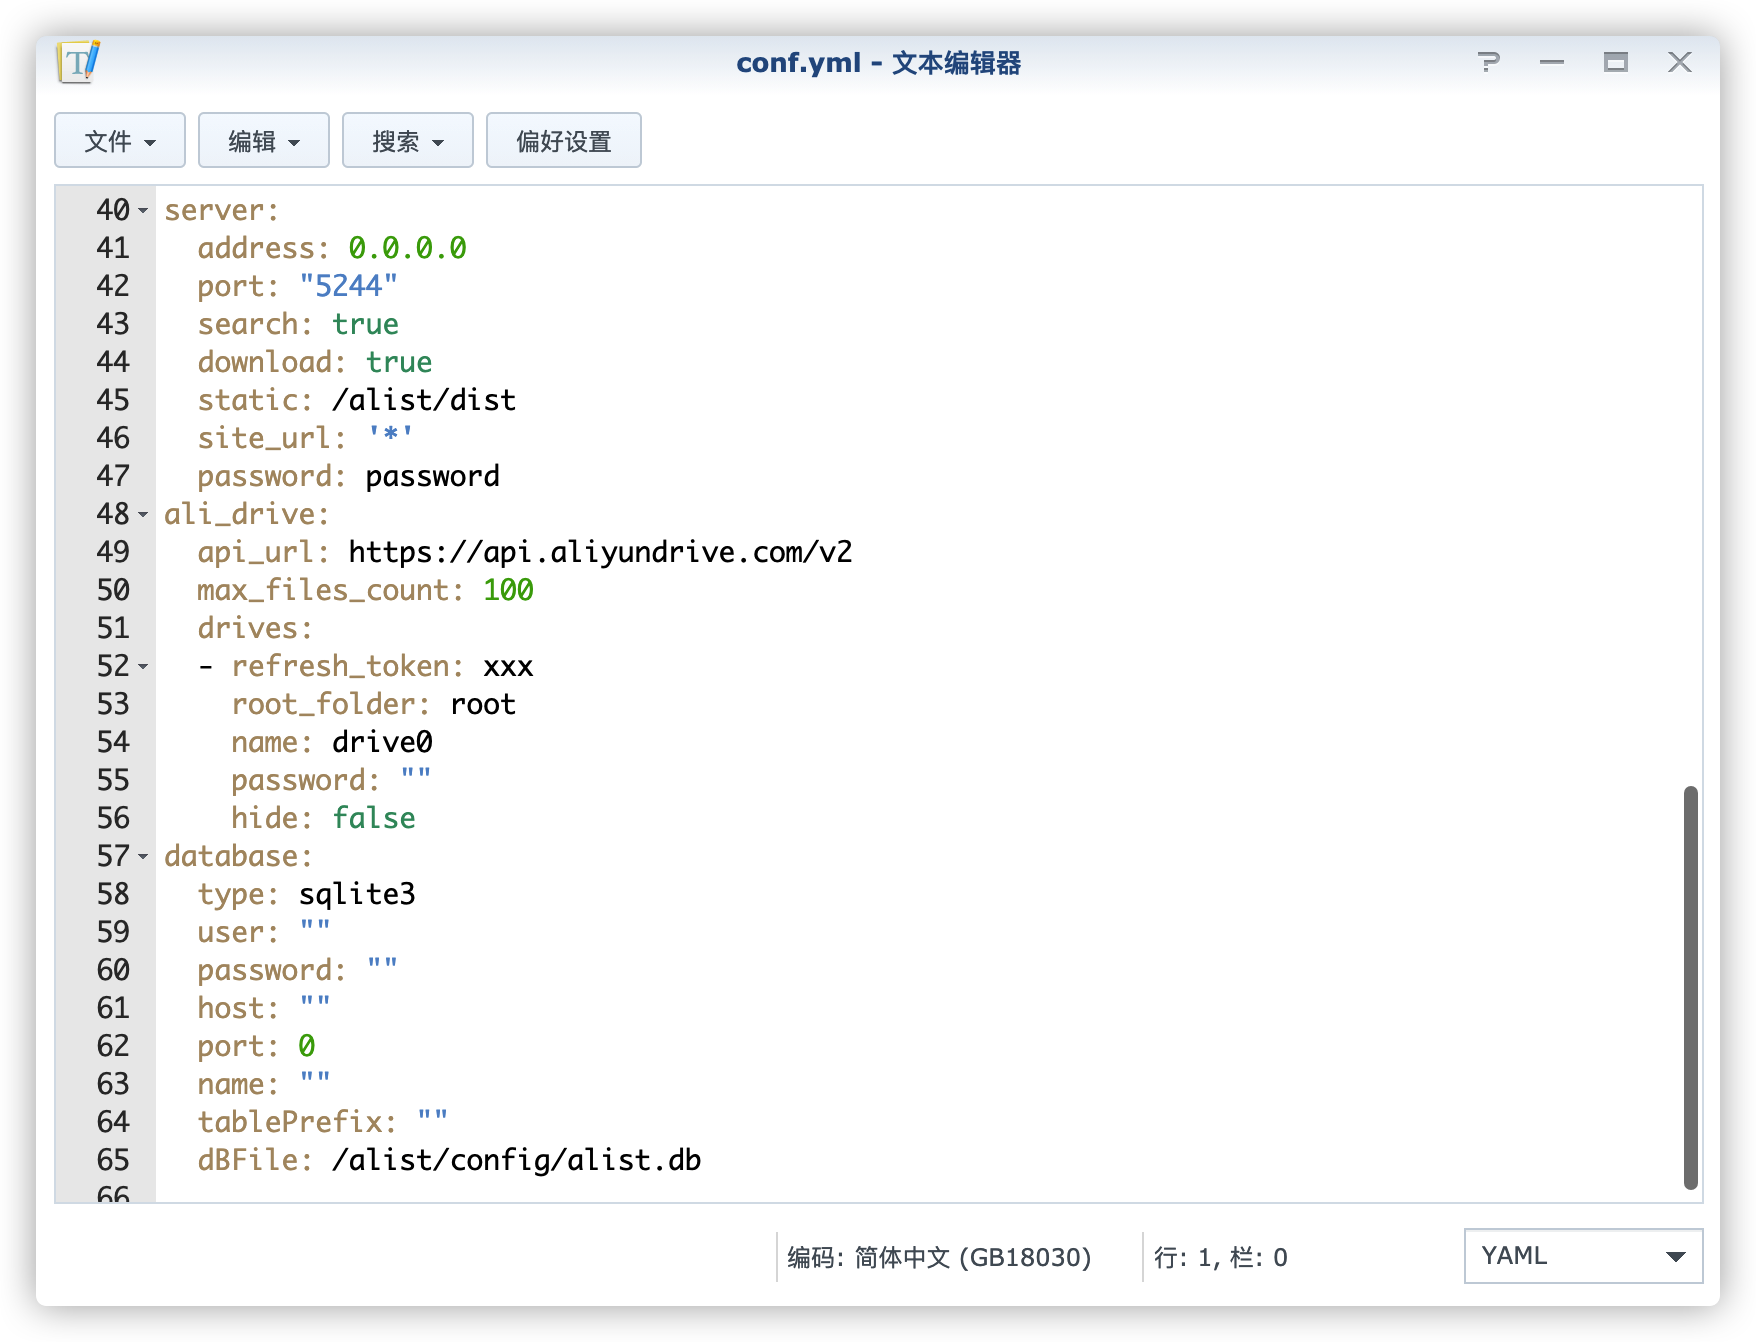 conf.yml - 文本编辑器
文件 编辑 搜索 偏好设置
40 server:
41   address: 0.0.0.0
42   port: "5244"
43   search: true
44   download: true
45   static: /alist/dist
46   site_url: '*'
47   password: password
48 ali_drive:
49   api_url: https://api.aliyundrive.com/v2
50   max_files_count: 100
51   drives:
52   - refresh_token: xxx
53     root_folder: root
54     name: drive0
55     password: ""
56     hide: false
57 database:
58   type: sqlite3
59   user: ""
60   password: ""
61   host: ""
62   port: 0
63   name: ""
64   tablePrefix: ""
65   dBFile: /alist/config/alist.db
66
编码: 简体中文 (GB18030) 行: 1, 栏: 0 YAML